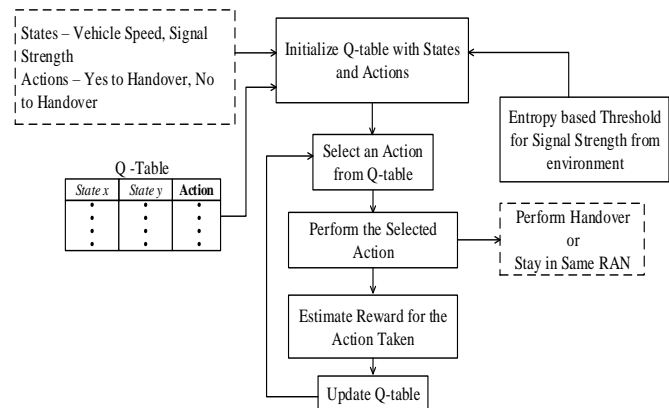 States – Vehicle Speed, Signal
Strength
Actions – Yes to Handover, No
to Handover
Initialize Q-table with States
and Actions
Entropy based Threshold
for Signal Strength from
environment
Select an Action
from Q-table
Q -Table
State x State y Action
Perform the Selected
Action
Perform Handover
or
Stay in Same RAN
Estimate Reward for the
Action Taken
Update Q-table